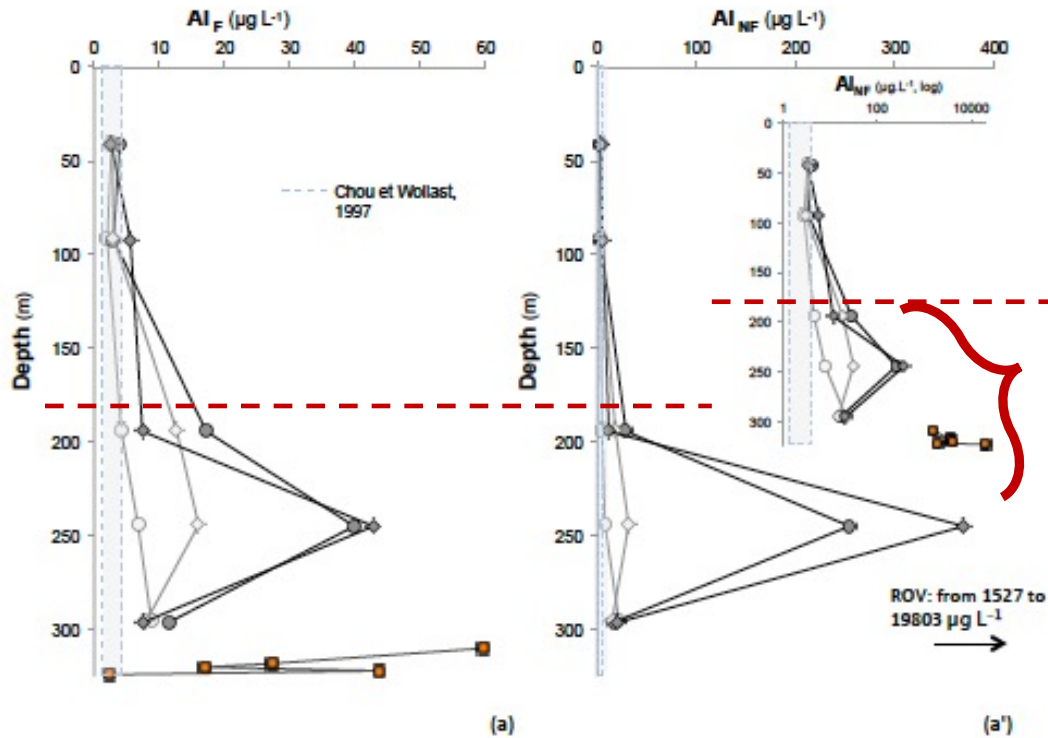 Al F (µg L-1)
0 10 20 30 40 50 60
Depth (m)
0
50
100
150
200
250
300
Chou et Wollast,
1997
(a)
Al NF (µg L-1)
0 100 200 300 400
Depth (m)
0
50
100
150
200
250
300
Al NF (µg.L-1, log)
1 100 10000
0
50
100
150
200
250
300
ROV: from 1527 to
19803 µg L-1
(a')